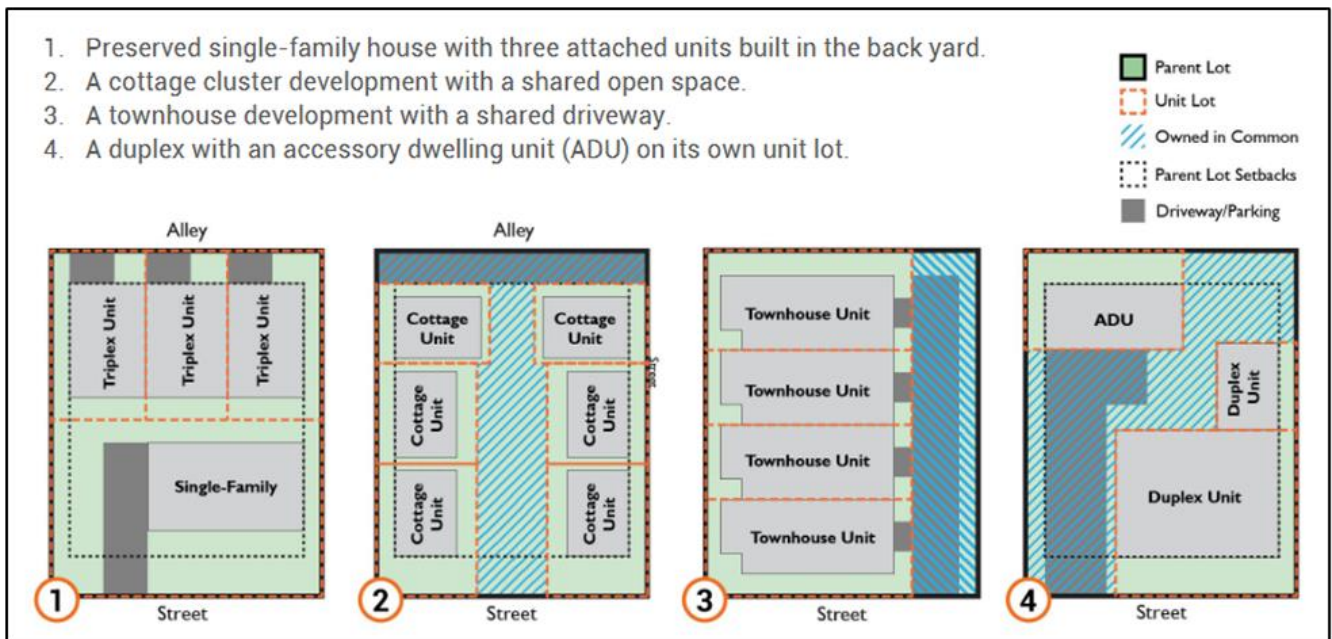 1. Preserved single-family house with three attached units built in the back yard.
2. A cottage cluster development with a shared open space.
3. A townhouse development with a shared driveway.
4. A duplex with an accessory dwelling unit (ADU) on its own unit lot.
Parent Lot
Unit Lot
Owned in Common
Parent Lot Setbacks
Driveway/Parking
Alley
Triplex Unit
Triplex Unit
Triplex Unit
Single-Family
1
Street
Alley
Cottage
Unit
Cottage
Unit
Street
Cottage
Unit
Cottage
Unit
Cottage
Unit
Cottage
Unit
2
Street
Townhouse Unit
Townhouse Unit
Townhouse Unit
Townhouse Unit
3
Street
ADU
Duplex
Unit
Duplex Unit
4
Street